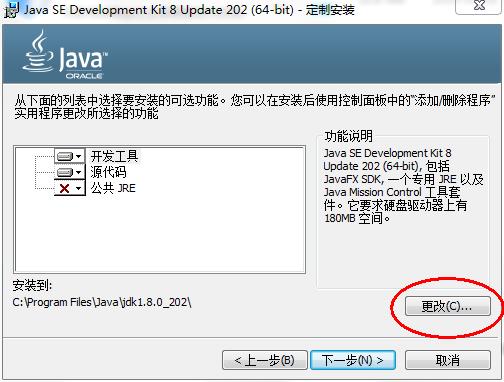 Java SE Development Kit 8 Update 202 (64-bit) - 定制安装
Java™
ORACLE
从下面的列表中选择要安装的可选功能。您可以在安装后使用控制面板中的“添加/删除程序”
实用程序更改所选择的功能
开发工具
源代码
公共 JRE
功能说明
Java SE Development Kit 8
Update 202 (64-bit), 包括
JavaFX SDK, 一个专用 JRE 以及
Java Mission Control 工具套
件。它要求硬盘驱动器上有
180MB 空间。
安装到:
C:\Program Files\Java\jdk1.8.0_202\
更改(C)...
< 上一步(B)
下一步(N) >
取消